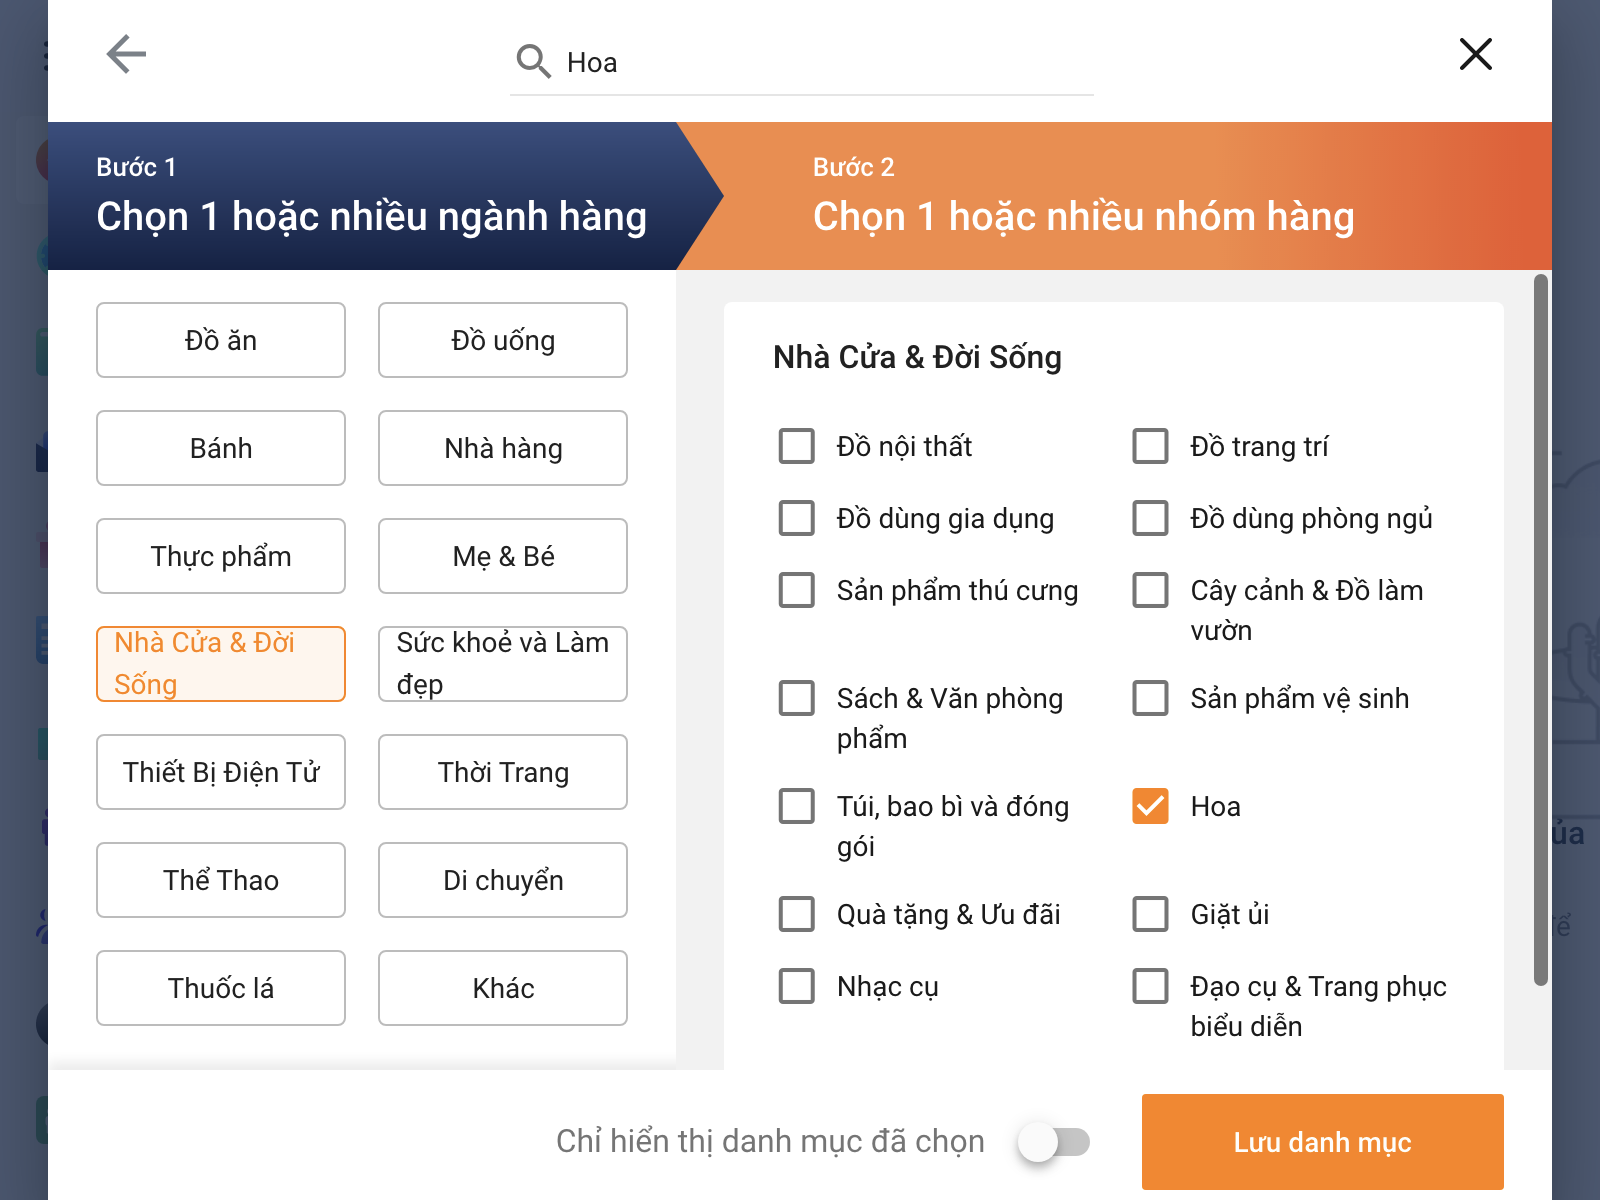 Hoa
Bước 1
Chọn 1 hoặc nhiều ngành hàng
Bước 2
Chọn 1 hoặc nhiều nhóm hàng
Đồ ăn
Đồ uống
Bánh
Nhà hàng
Thực phẩm
Mẹ & Bé
Nhà Cửa & Đời
Sống
Sức khoẻ và Làm
đẹp
Thiết Bị Điện Tử
Thời Trang
Thể Thao
Di chuyển
Thuốc lá
Khác
Nhà Cửa & Đời Sống
Đồ nội thất
Đồ trang trí
Đồ dùng gia dụng
Đồ dùng phòng ngủ
Sản phẩm thú cưng
Cây cảnh & Đồ làm
vườn
Sách & Văn phòng
phẩm
Sản phẩm vệ sinh
Túi, bao bì và đóng
gói
Hoa
Quà tặng & Ưu đãi
Giặt ủi
Nhạc cụ
Đạo cụ & Trang phục
biểu diễn
Chỉ hiển thị danh mục đã chọn
Lưu danh mục